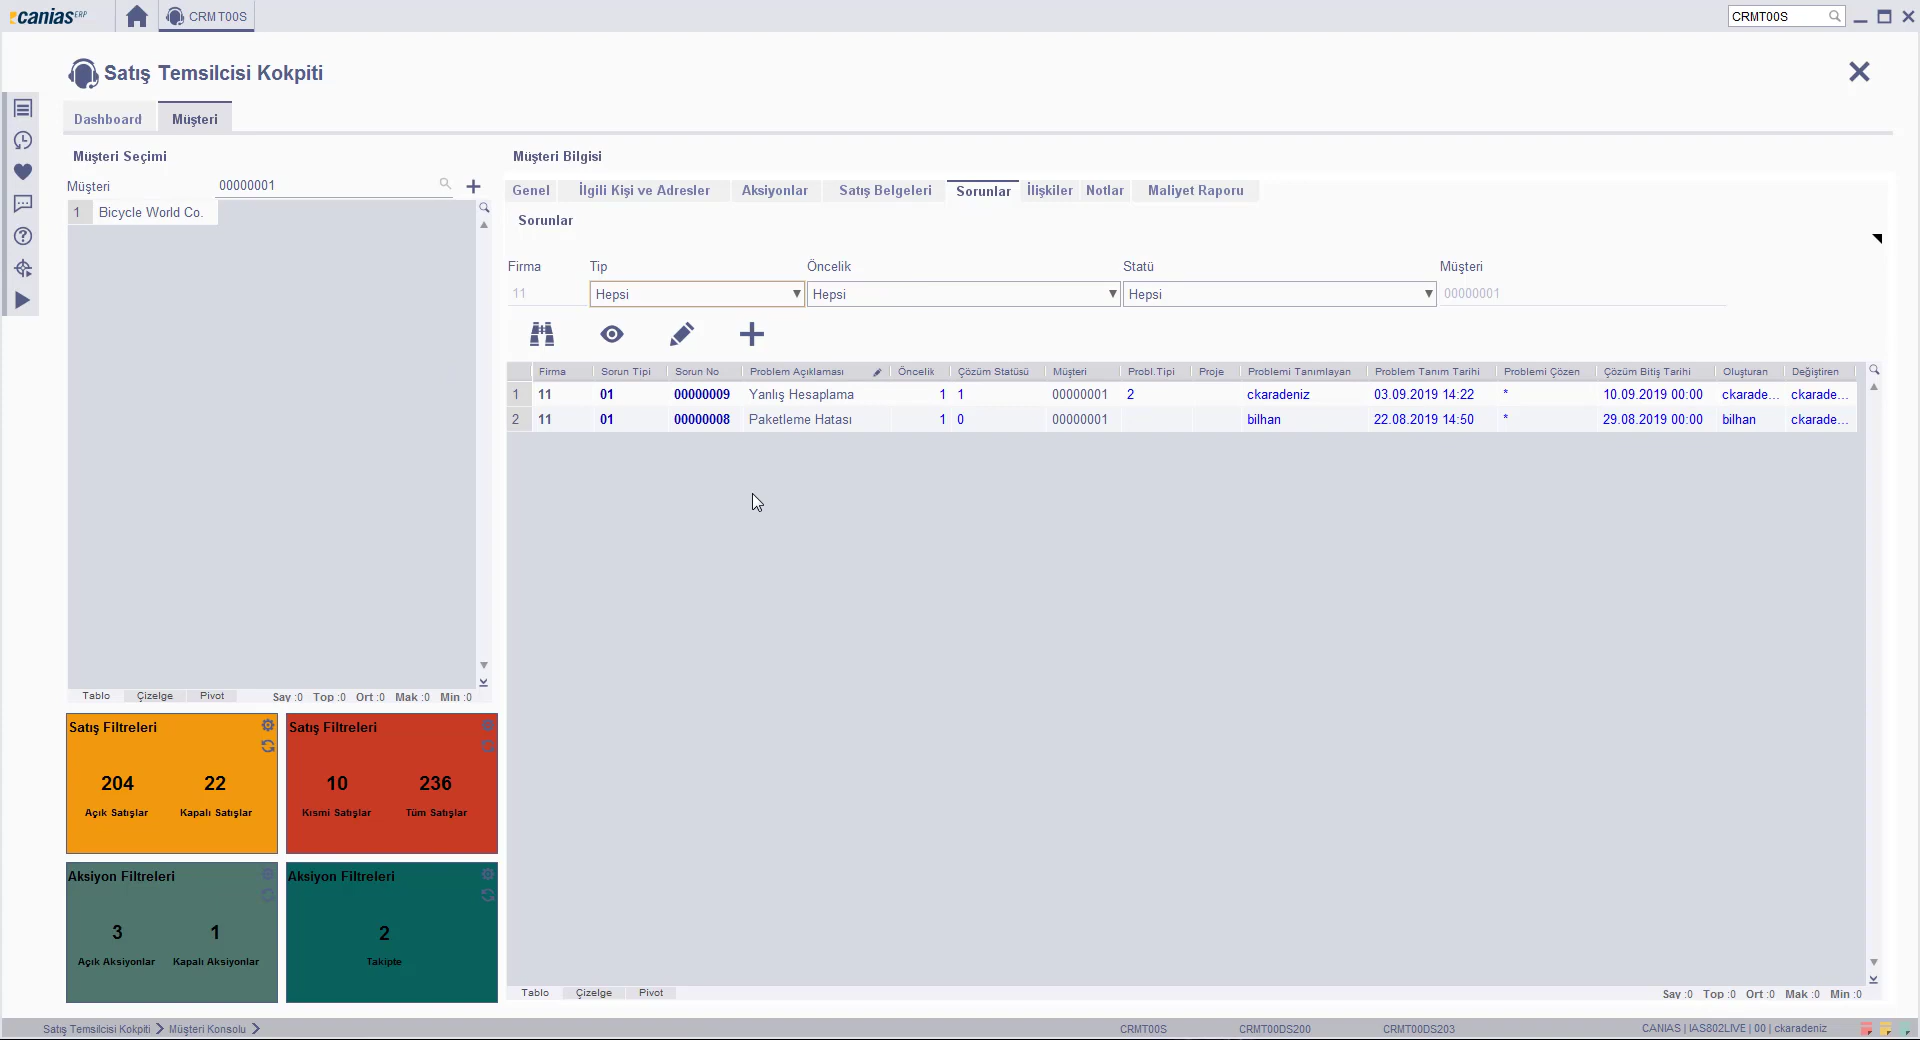 canias ERP
CRMT00S
CRMT00S
Satış Temsilcisi Kokpiti
Dashboard
Müşteri
Müşteri Seçimi
Müşteri
00000001
1 Bicycle World Co.
Tablo Çizelge Pivot Say :0 Top :0 Ort :0 Mak :0 Min :0
Satış Filtreleri
204 22
Açık Satışlar Kapalı Satışlar
Satış Filtreleri
10 236
Kısmi Satışlar Tüm Satışlar
Aksiyon Filtreleri
3 1
Açık Aksiyonlar Kapalı Aksiyonlar
Aksiyon Filtreleri
2
Takipte
Müşteri Bilgisi
Genel İlgili Kişi ve Adresler Aksiyonlar Satış Belgeleri Sorunlar İlişkiler Notlar Maliyet Raporu
Sorunlar
Firma Tip Öncelik Statü Müşteri
11 Hepsi Hepsi Hepsi 00000001
Firma Sorun Tipi Sorun No Problem Açıklaması Öncelik Çözüm Statüsü Müşteri Probl.Tipi Proje Problemi Tanımlayan Problem Tanım Tarihi Problemi Çözen Çözüm Bitiş Tarihi Oluşturan Değiştiren
1 11 01 00000009 Yanlış Hesaplama 1 1 00000001 2 ckaradeniz 03.09.2019 14:22 * 10.09.2019 00:00 ckarade... ckarade...
2 11 01 00000008 Paketleme Hatası 1 0 00000001 bilhan 22.08.2019 14:50 * 29.08.2019 00:00 bilhan ckarade...
Tablo Çizelge Pivot Say :0 Top :0 Ort :0 Mak :0 Min :0
Satış Temsilcisi Kokpiti Müşteri Konsolu CRMT00S CRMT00DS200 CRMT00DS203 CANIAS | IAS802LIVE | 00 | ckaradeniz